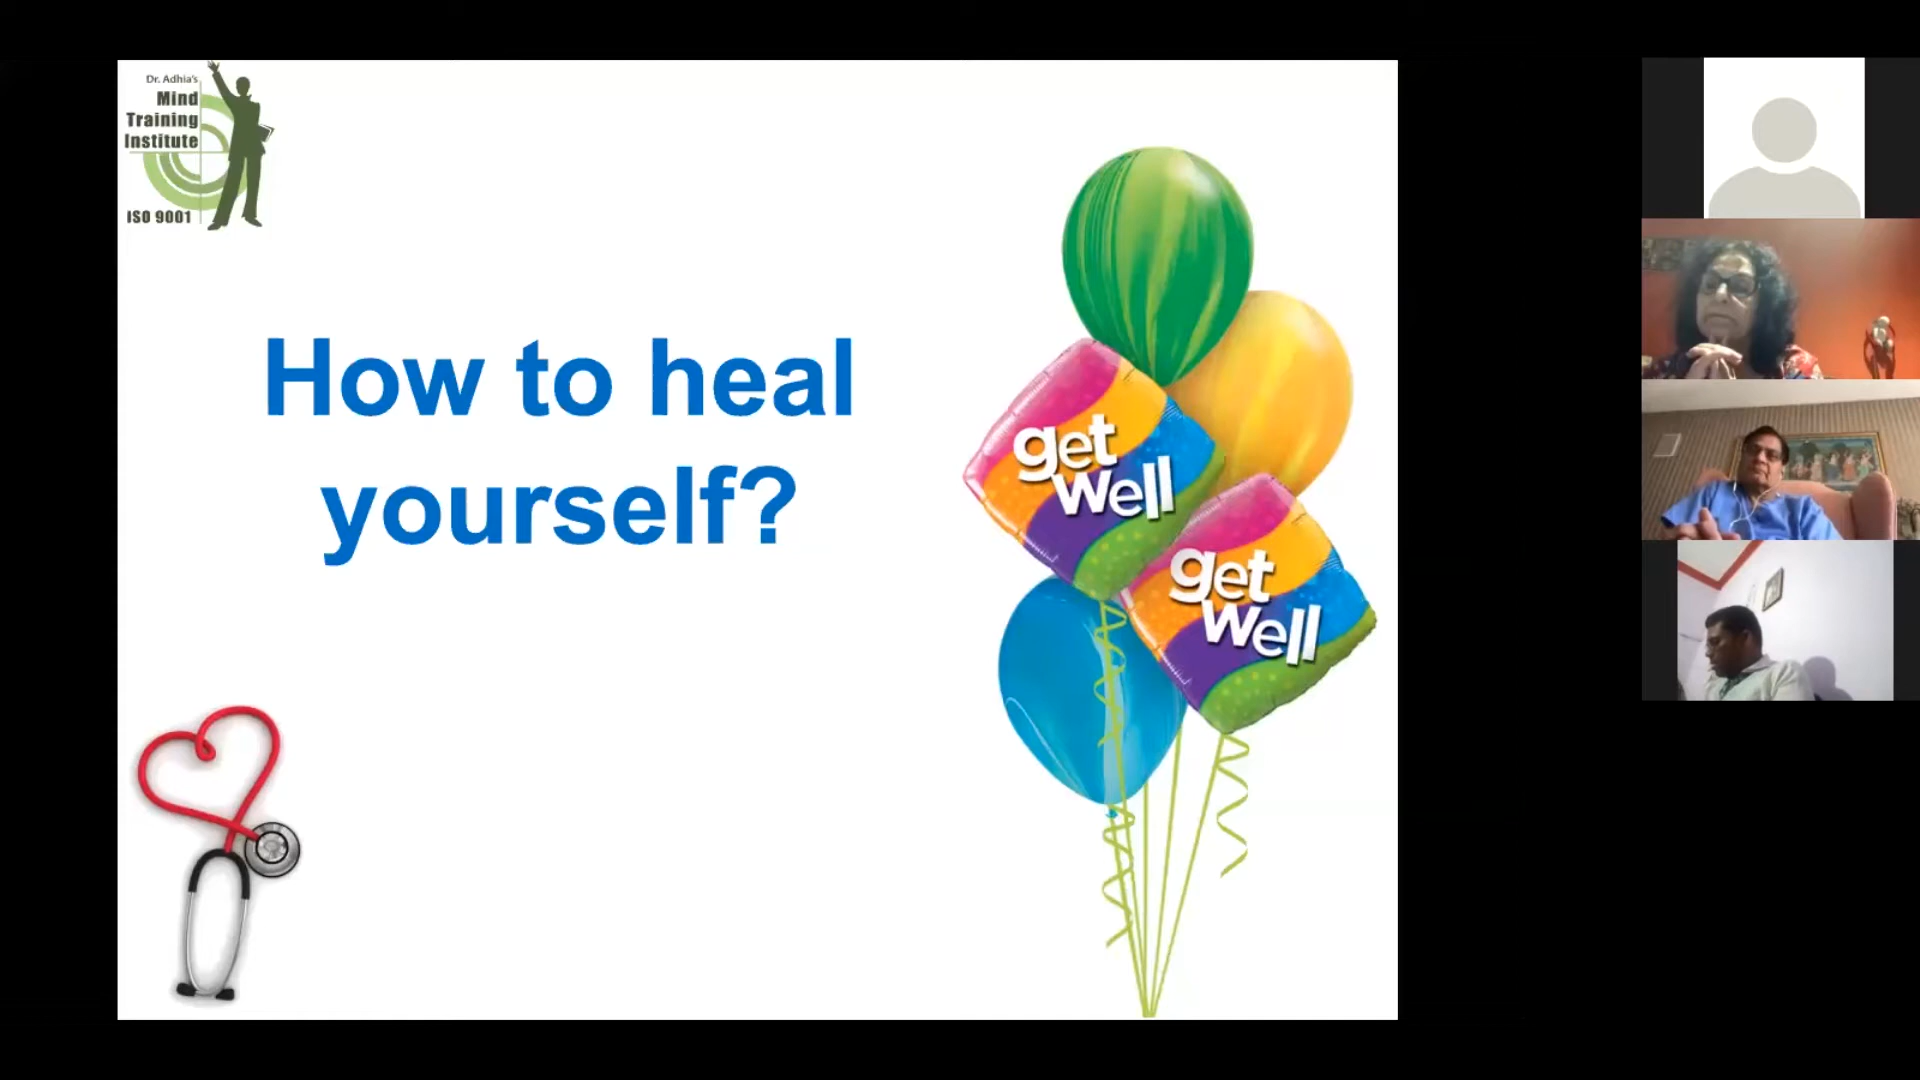 Dr. Adhia's
Mind
Training
Institute
ISO 9001
How to heal
yourself?
get
well
get
well